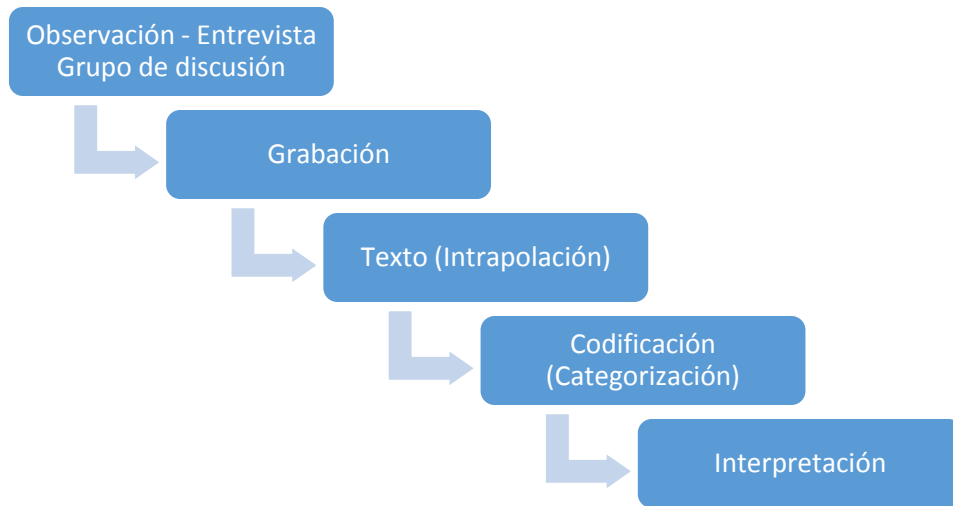 Observación - Entrevista
Grupo de discusión
Grabación
Texto (Intrapolación)
Codificación
(Categorización)
Interpretación